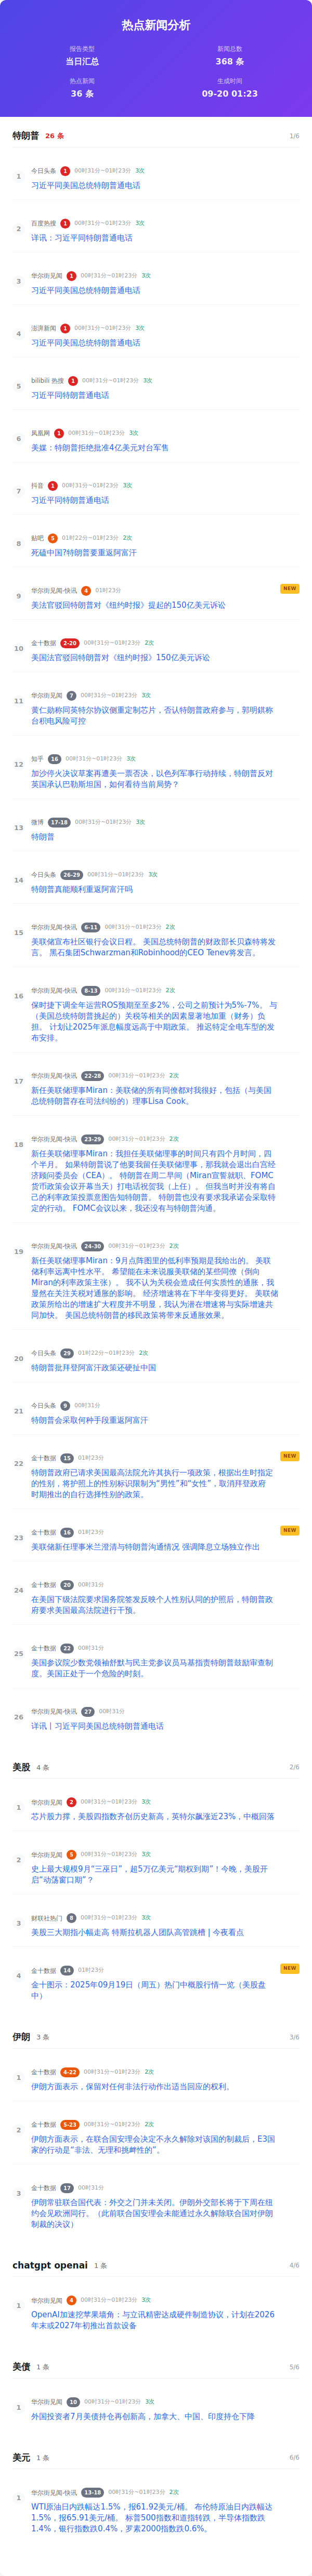 热点新闻分析
报告类型
当日汇总
新闻总数
368 条
热点新闻
36 条
生成时间
09-20 01:23
特朗普 26 条 1/6
1
今日头条 1 00时31分~01时23分 3次
习近平同美国总统特朗普通电话
2
百度热搜 1 00时31分~01时23分 3次
详讯：习近平同特朗普通电话
3
华尔街见闻 1 00时31分~01时23分 3次
习近平同美国总统特朗普通电话
4
澎湃新闻 1 00时31分~01时23分 3次
习近平同美国总统特朗普通电话
5
bilibili 热搜 1 00时31分~01时23分 3次
习近平同特朗普通电话
6
凤凰网 1 00时31分~01时23分 3次
美媒：特朗普拒绝批准4亿美元对台军售
7
抖音 1 00时31分~01时23分 3次
习近平同特朗普通电话
8
贴吧 5 01时22分~01时23分 2次
死磕中国?特朗普要重返阿富汗
9
华尔街见闻-快讯 4 01时23分 NEW
美法官驳回特朗普对《纽约时报》提起的150亿美元诉讼
10
金十数据 2-20 00时31分~01时23分 2次
美国法官驳回特朗普对《纽约时报》150亿美元诉讼
11
华尔街见闻 7 00时31分~01时23分 3次
黄仁勋称同英特尔协议侧重定制芯片，否认特朗普政府参与，郭明錤称
台积电风险可控
12
知乎 16 00时31分~01时23分 3次
加沙停火决议草案再遭美一票否决，以色列军事行动持续，特朗普反对
英国承认巴勒斯坦国，如何看待当前局势？
13
微博 17-18 00时31分~01时23分 3次
特朗普
14
今日头条 26-29 00时31分~01时23分 3次
特朗普真能顺利重返阿富汗吗
15
华尔街见闻-快讯 6-11 00时31分~01时23分 2次
美联储宣布社区银行会议日程。 美国总统特朗普的财政部长贝森特将发
言。 黑石集团Schwarzman和Robinhood的CEO Tenev将发言。
16
华尔街见闻-快讯 8-13 00时31分~01时23分 2次
保时捷下调全年运营ROS预期至至多2%，公司之前预计为5%-7%。 与
（美国总统特朗普挑起的）关税等相关的因素显著地加重（财务）负
担。 计划让2025年派息幅度远高于中期政策。 推迟特定全电车型的发
布安排。
17
华尔街见闻-快讯 22-28 00时31分~01时23分 2次
新任美联储理事Miran：美联储的所有同僚都对我很好，包括（与美国
总统特朗普存在司法纠纷的）理事Lisa Cook。
18
华尔街见闻-快讯 23-29 00时31分~01时23分 2次
新任美联储理事Miran：我担任美联储理事的时间只有四个月时间，四
个半月。 如果特朗普说了他要我留任美联储理事，那我就会退出白宫经
济顾问委员会（CEA）。 特朗普在周二早间（Miran宣誓就职、FOMC
货币政策会议开幕当天）打电话祝贺我（上任）。 但我当时并没有将自
己的利率政策投票意图告知特朗普。 特朗普也没有要求我承诺会采取特
定的行动。 FOMC会议以来，我还没有与特朗普沟通。
19
华尔街见闻-快讯 24-30 00时31分~01时23分 2次
新任美联储理事Miran：9月点阵图里的低利率预期是我给出的。 美联
储利率远离中性水平。 希望能在未来说服美联储的某些同僚（倒向
Miran的利率政策主张）。 我不认为关税会造成任何实质性的通胀，我
显然在关注关税对通胀的影响。 经济增速将在下半年变得更好。 美联储
政策所给出的增速扩大程度并不明显，我认为潜在增速将与实际增速共
同加快。 美国总统特朗普的移民政策将带来反通胀效果。
20
今日头条 29 01时22分~01时23分 2次
特朗普批拜登阿富汗政策还硬扯中国
21
今日头条 9 00时31分
特朗普会采取何种手段重返阿富汗
22
金十数据 15 01时23分 NEW
特朗普政府已请求美国最高法院允许其执行一项政策，根据出生时指定
的性别，将护照上的性别标识限制为“男性”和“女性”，取消拜登政府
时期推出的自行选择性别的政策。
23
金十数据 16 01时23分 NEW
美联储新任理事米兰澄清与特朗普沟通情况 强调降息立场独立作出
24
金十数据 20 00时31分
在美国下级法院要求国务院签发反映个人性别认同的护照后，特朗普政
府要求美国最高法院进行干预。
25
金十数据 22 00时31分
美国参议院少数党领袖舒默与民主党参议员马基指责特朗普鼓励审查制
度。美国正处于一个危险的时刻。
26
华尔街见闻-快讯 27 00时31分
详讯 | 习近平同美国总统特朗普通电话
美股 4 条 2/6
1
华尔街见闻 2 00时31分~01时23分 3次
芯片股力撑，美股四指数齐创历史新高，英特尔飙涨近23%，中概回落
2
华尔街见闻 5 00时31分~01时23分 3次
史上最大规模9月“三巫日”，超5万亿美元“期权到期”！今晚，美股开
启“动荡窗口期”？
3
财联社热门 8 00时31分~01时23分 3次
美股三大期指小幅走高 特斯拉机器人团队高管跳槽 | 今夜看点
4
金十数据 14 01时23分 NEW
金十图示：2025年09月19日（周五）热门中概股行情一览（美股盘
中）
伊朗 3 条 3/6
1
金十数据 4-22 00时31分~01时23分 2次
伊朗方面表示，保留对任何非法行动作出适当回应的权利。
2
金十数据 5-23 00时31分~01时23分 2次
伊朗方面表示，在联合国安理会决定不永久解除对该国的制裁后，E3国
家的行动是“非法、无理和挑衅性的”。
3
金十数据 17 00时31分
伊朗常驻联合国代表：外交之门并未关闭。伊朗外交部长将于下周在纽
约会见欧洲同行。（此前联合国安理会未能通过永久解除联合国对伊朗
制裁的决议）
chatgpt openai 1 条 4/6
1
华尔街见闻 4 00时31分~01时23分 3次
OpenAI加速挖苹果墙角：与立讯精密达成硬件制造协议，计划在2026
年末或2027年初推出首款设备
美债 1 条 5/6
1
华尔街见闻 10 00时31分~01时23分 3次
外国投资者7月美债持仓再创新高，加拿大、中国、印度持仓下降
美元 1 条 6/6
1
华尔街见闻-快讯 13-18 00时31分~01时23分 2次
WTI原油日内跌幅达1.5%，报61.92美元/桶。 布伦特原油日内跌幅达
1.5%，报65.91美元/桶。 标普500指数和道指转跌，半导体指数跌
1.4%，银行指数跌0.4%，罗素2000指数跌0.6%。